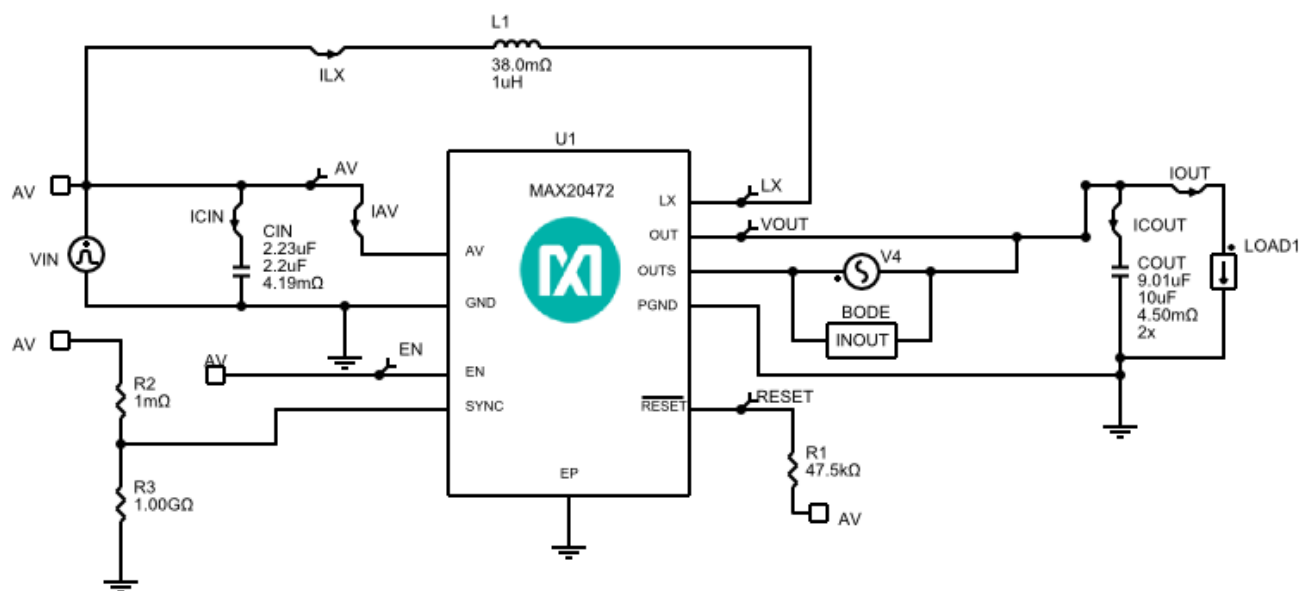 L1
38.0mΩ
1uH
ILX
U1
MAX20472
AV
AV
ICIN
IAV
CIN
2.23uF
2.2uF
4.19mΩ
VIN
AV
GND
EN
SYNC
EP
LX
OUT
OUTS
PGND
RESET
LX
VOUT
V4
BODE
INOUT
IOUT
ICOUT
COUT
9.01uF
10uF
4.50mΩ
2x
LOAD1
AV
AV
EN
R2
1mΩ
R3
1.00GΩ
RESET
R1
47.5kΩ
AV